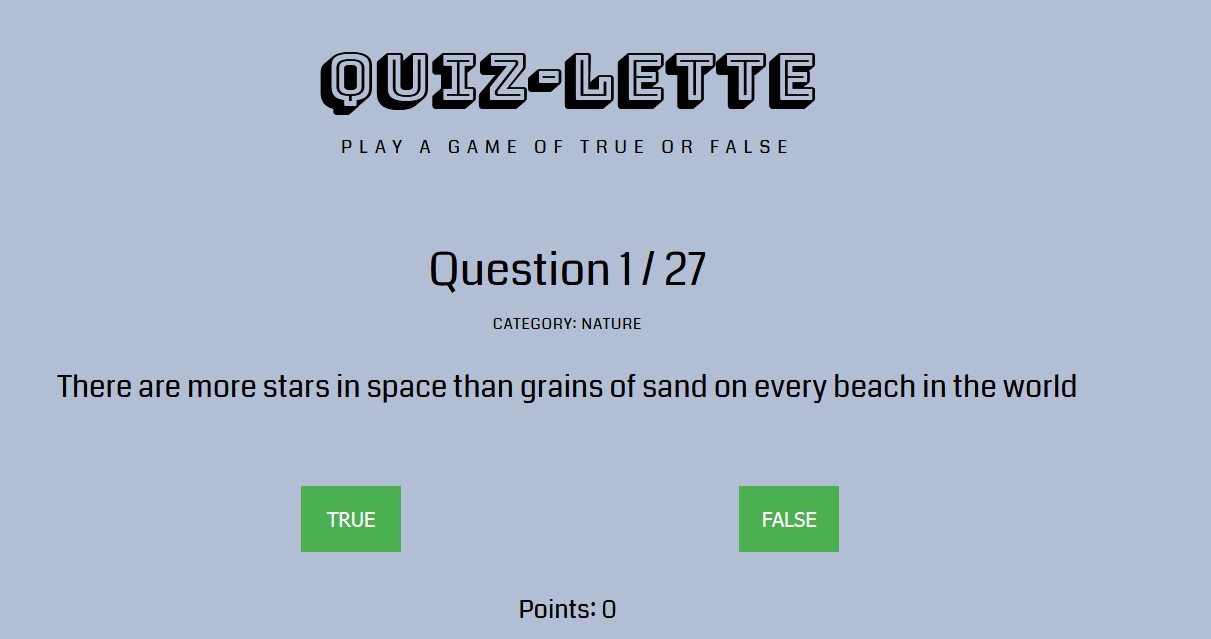 QUIZ-LETTE
PLAY A GAME OF TRUE OR FALSE
Question 1 / 27
CATEGORY: NATURE
There are more stars in space than grains of sand on every beach in the world
TRUE
FALSE
Points: 0